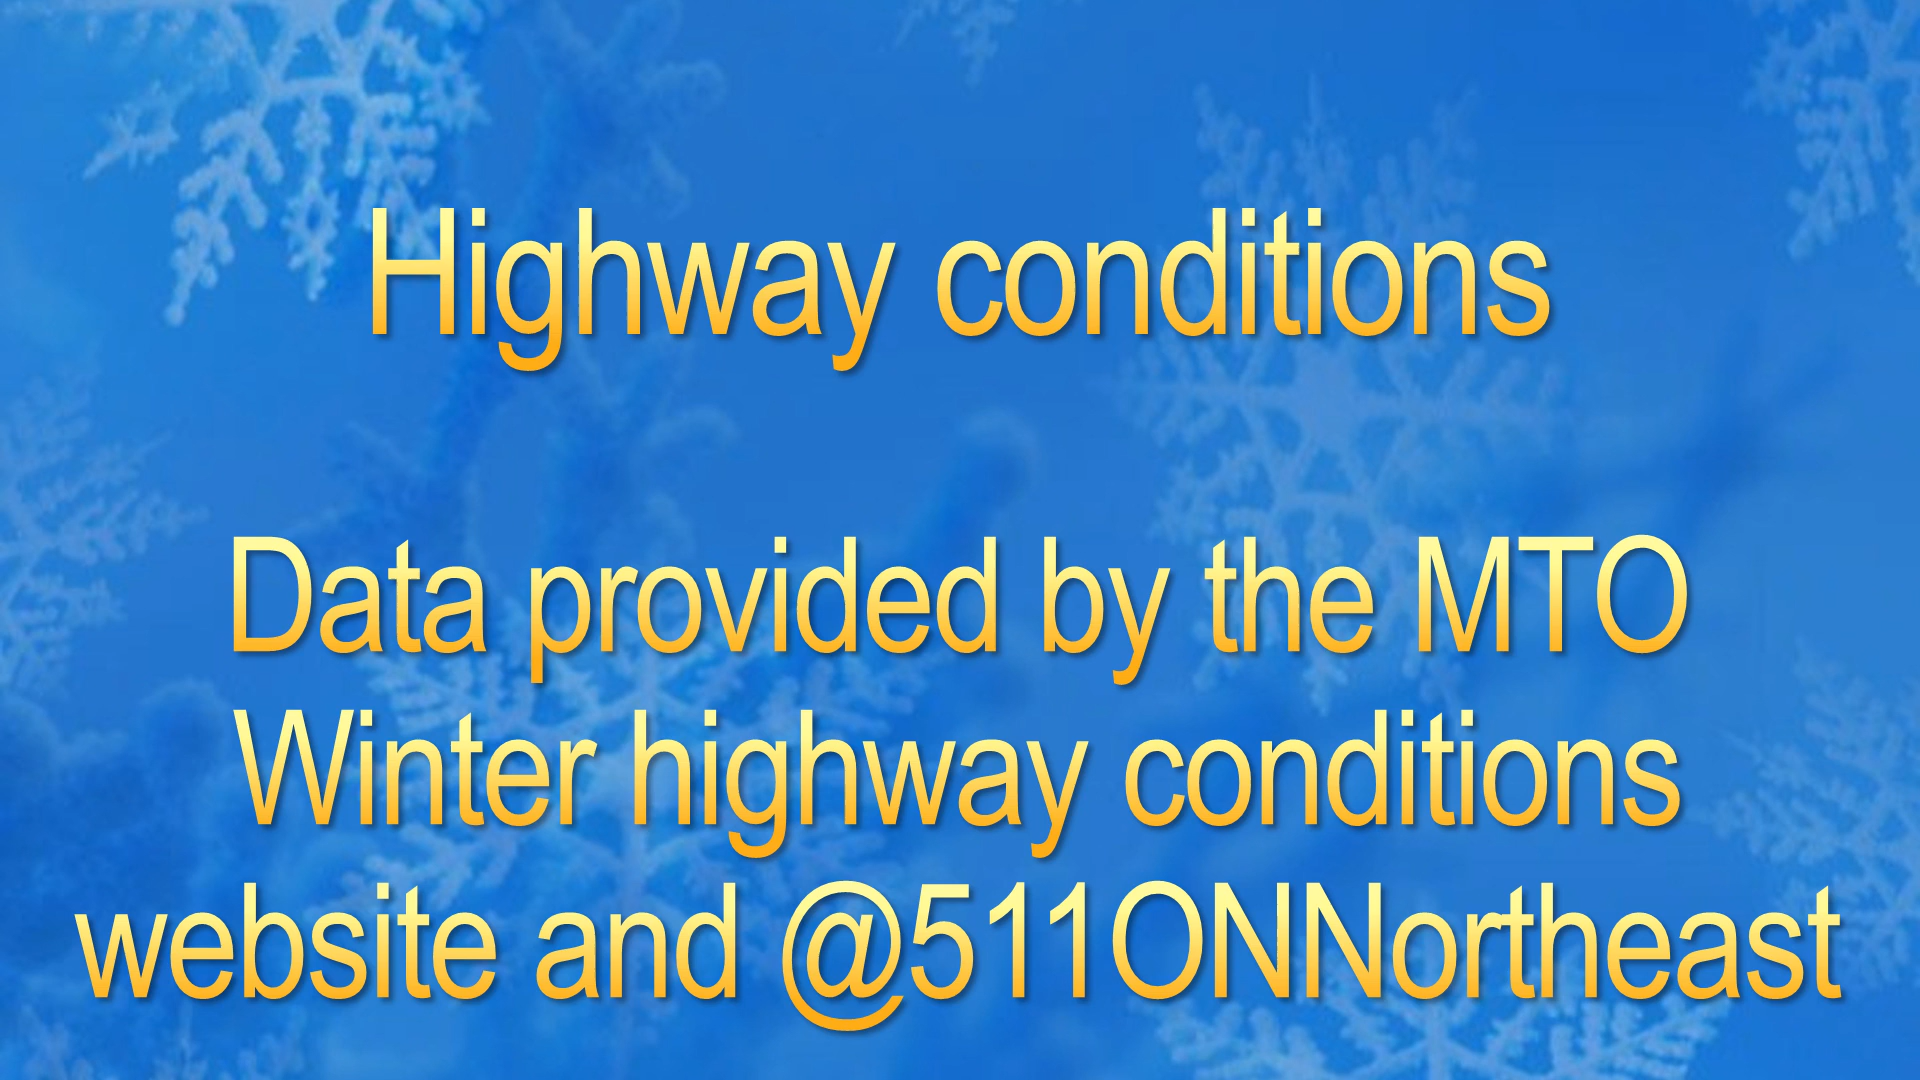 Highway conditions
Data provided by the MTO
Winter highway conditions
website and @511ONNortheast